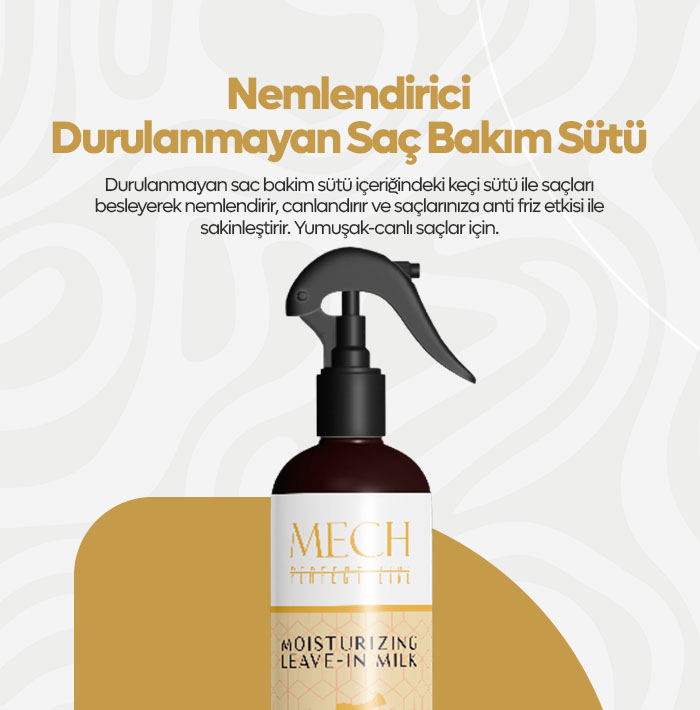 Nemlendirici
Durulanmayan Saç Bakım Sütü
Durulanmayan sac bakim sütü içeriğindeki keçi sütü ile saçları
besleyerek nemlendirir, canlandırır ve saçlarınıza anti friz etkisi ile
sakinleştirir. Yumuşak-canlı saçlar için.
MECH
PERFECT LINE
MOISTURIZING
LEAVE-IN MILK